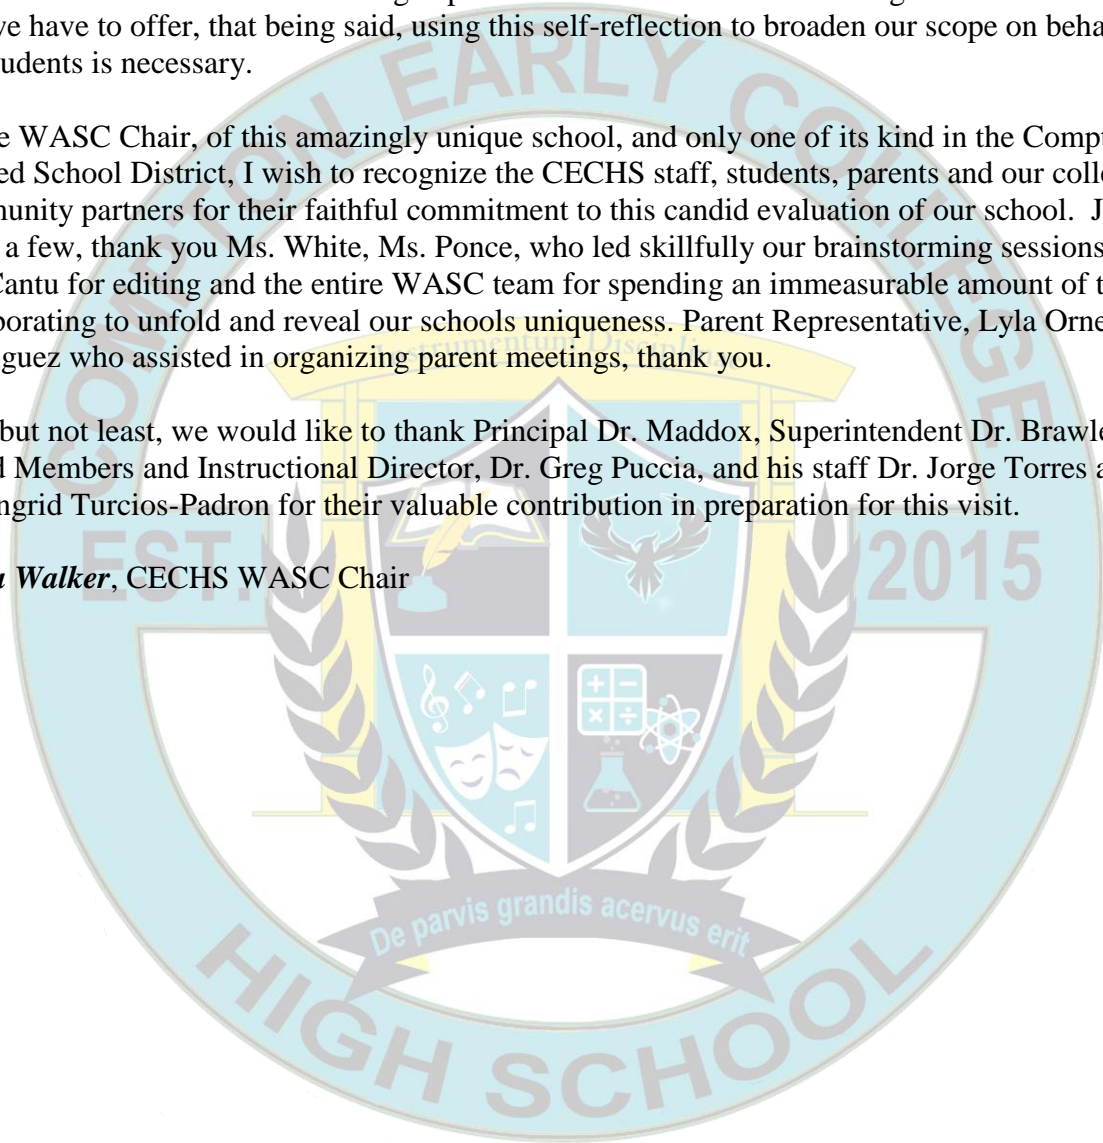 ve have to offer, that being said, using this self-reflection to broaden our scope on beha
tudents is necessary.
e WASC Chair, of this amazingly unique school, and only one of its kind in the Compt
ed School District, I wish to recognize the CECHS staff, students, parents and our colle
munity partners for their faithful commitment to this candid evaluation of our school. J
a few, thank you Ms. White, Ms. Ponce, who led skillfully our brainstorming sessions
Cantu for editing and the entire WASC team for spending an immeasurable amount of t
borating to unfold and reveal our schools uniqueness. Parent Representative, Lyla Orne
guez who assisted in organizing parent meetings, thank you.
but not least, we would like to thank Principal Dr. Maddox, Superintendent Dr. Brawle
d Members and Instructional Director, Dr. Greg Puccia, and his staff Dr. Jorge Torres a
ngrid Turcios-Padron for their valuable contribution in preparation for this visit.
Walker, CECHS WASC Chair
COMPTON EARLY COLLEGE
EST. 2015
De parvis grandis acervus erit
HIGH SCHOOL